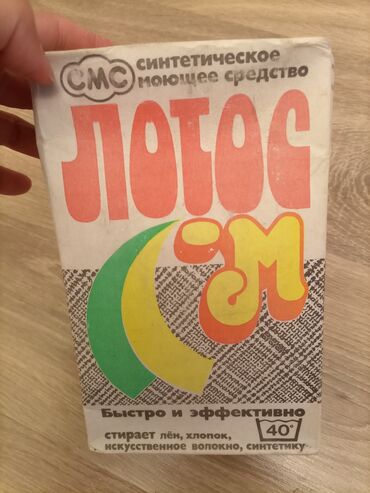 СМС синтетическое
моющее средство
ЛОТОС
М
Быстро и эффективно
стирает лён, хлопок, 40°
искусственное волокно, синтетику